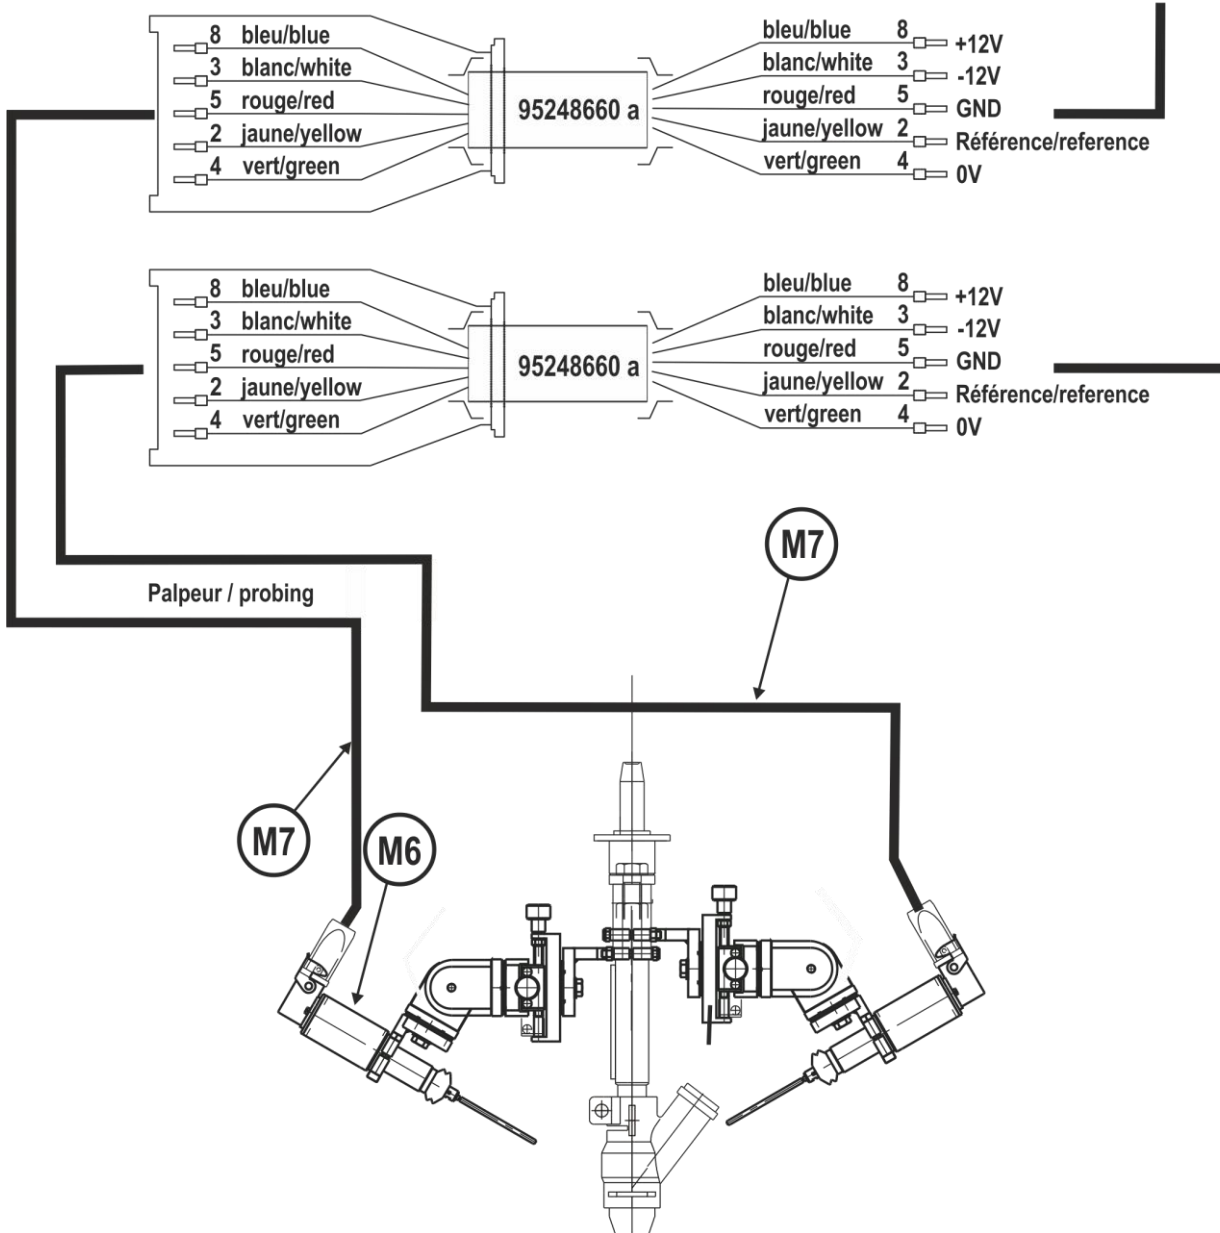 8 bleu/blue
3 blanc/white
5 rouge/red
2 jaune/yellow
4 vert/green
95248660 a
bleu/blue 8 +12V
blanc/white 3 -12V
rouge/red 5 GND
jaune/yellow 2 Référence/reference
vert/green 4 0V
8 bleu/blue
3 blanc/white
5 rouge/red
2 jaune/yellow
4 vert/green
95248660 a
bleu/blue 8 +12V
blanc/white 3 -12V
rouge/red 5 GND
jaune/yellow 2 Référence/reference
vert/green 4 0V
M7
Palpeur / probing
M7
M6